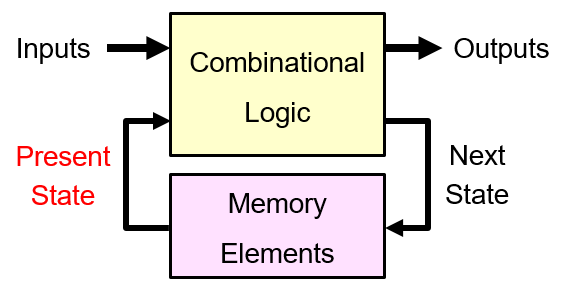 Inputs
Combinational
Logic
Outputs
Present
State
Next
State
Memory
Elements